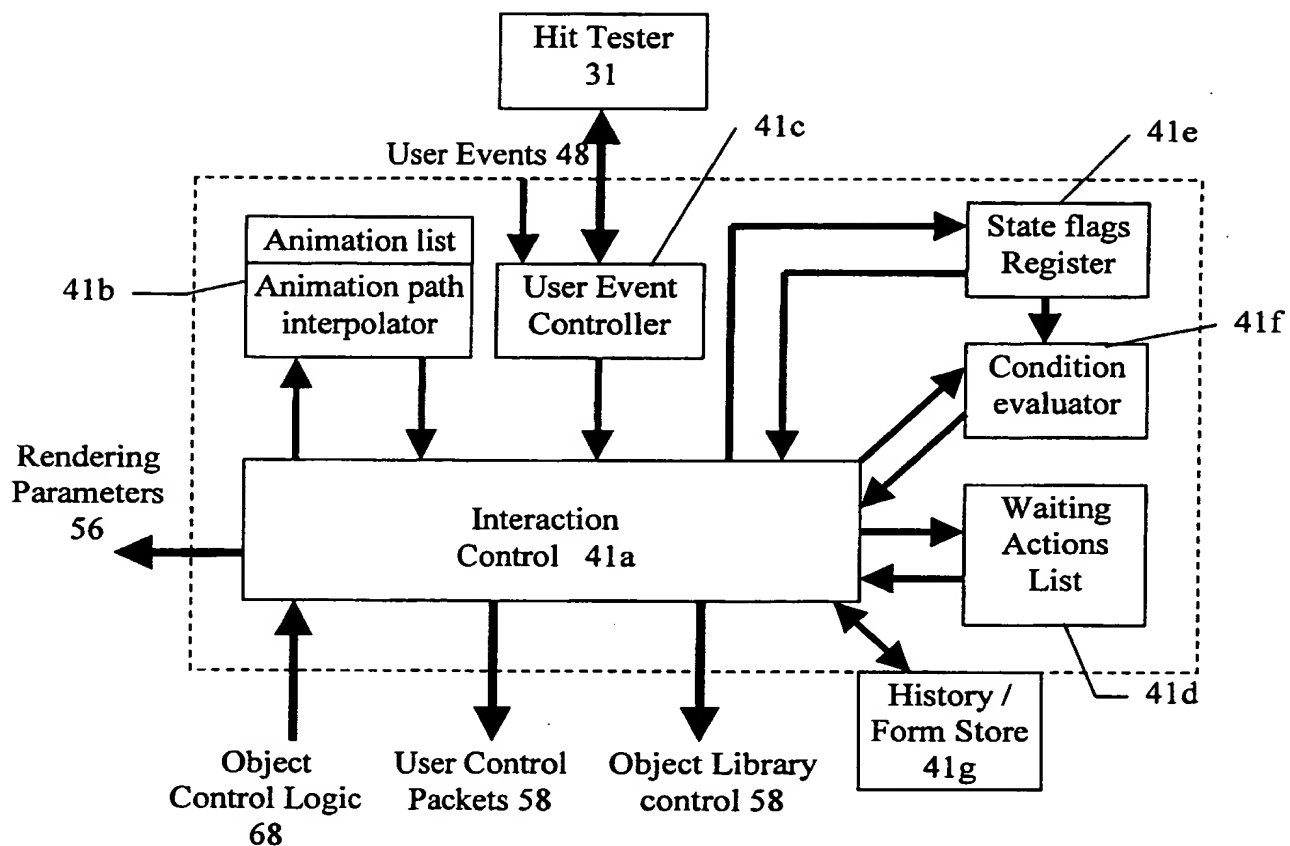 Hit Tester
31
41c
41e
User Events 48
Animation list
Animation path
interpolator
41b
User Event
Controller
State flags
Register
41f
Condition
evaluator
Rendering
Parameters
56
Interaction
Control 41a
Waiting
Actions
List
41d
History /
Form Store
41g
Object
Control Logic
68
User Control
Packets 58
Object Library
control 58